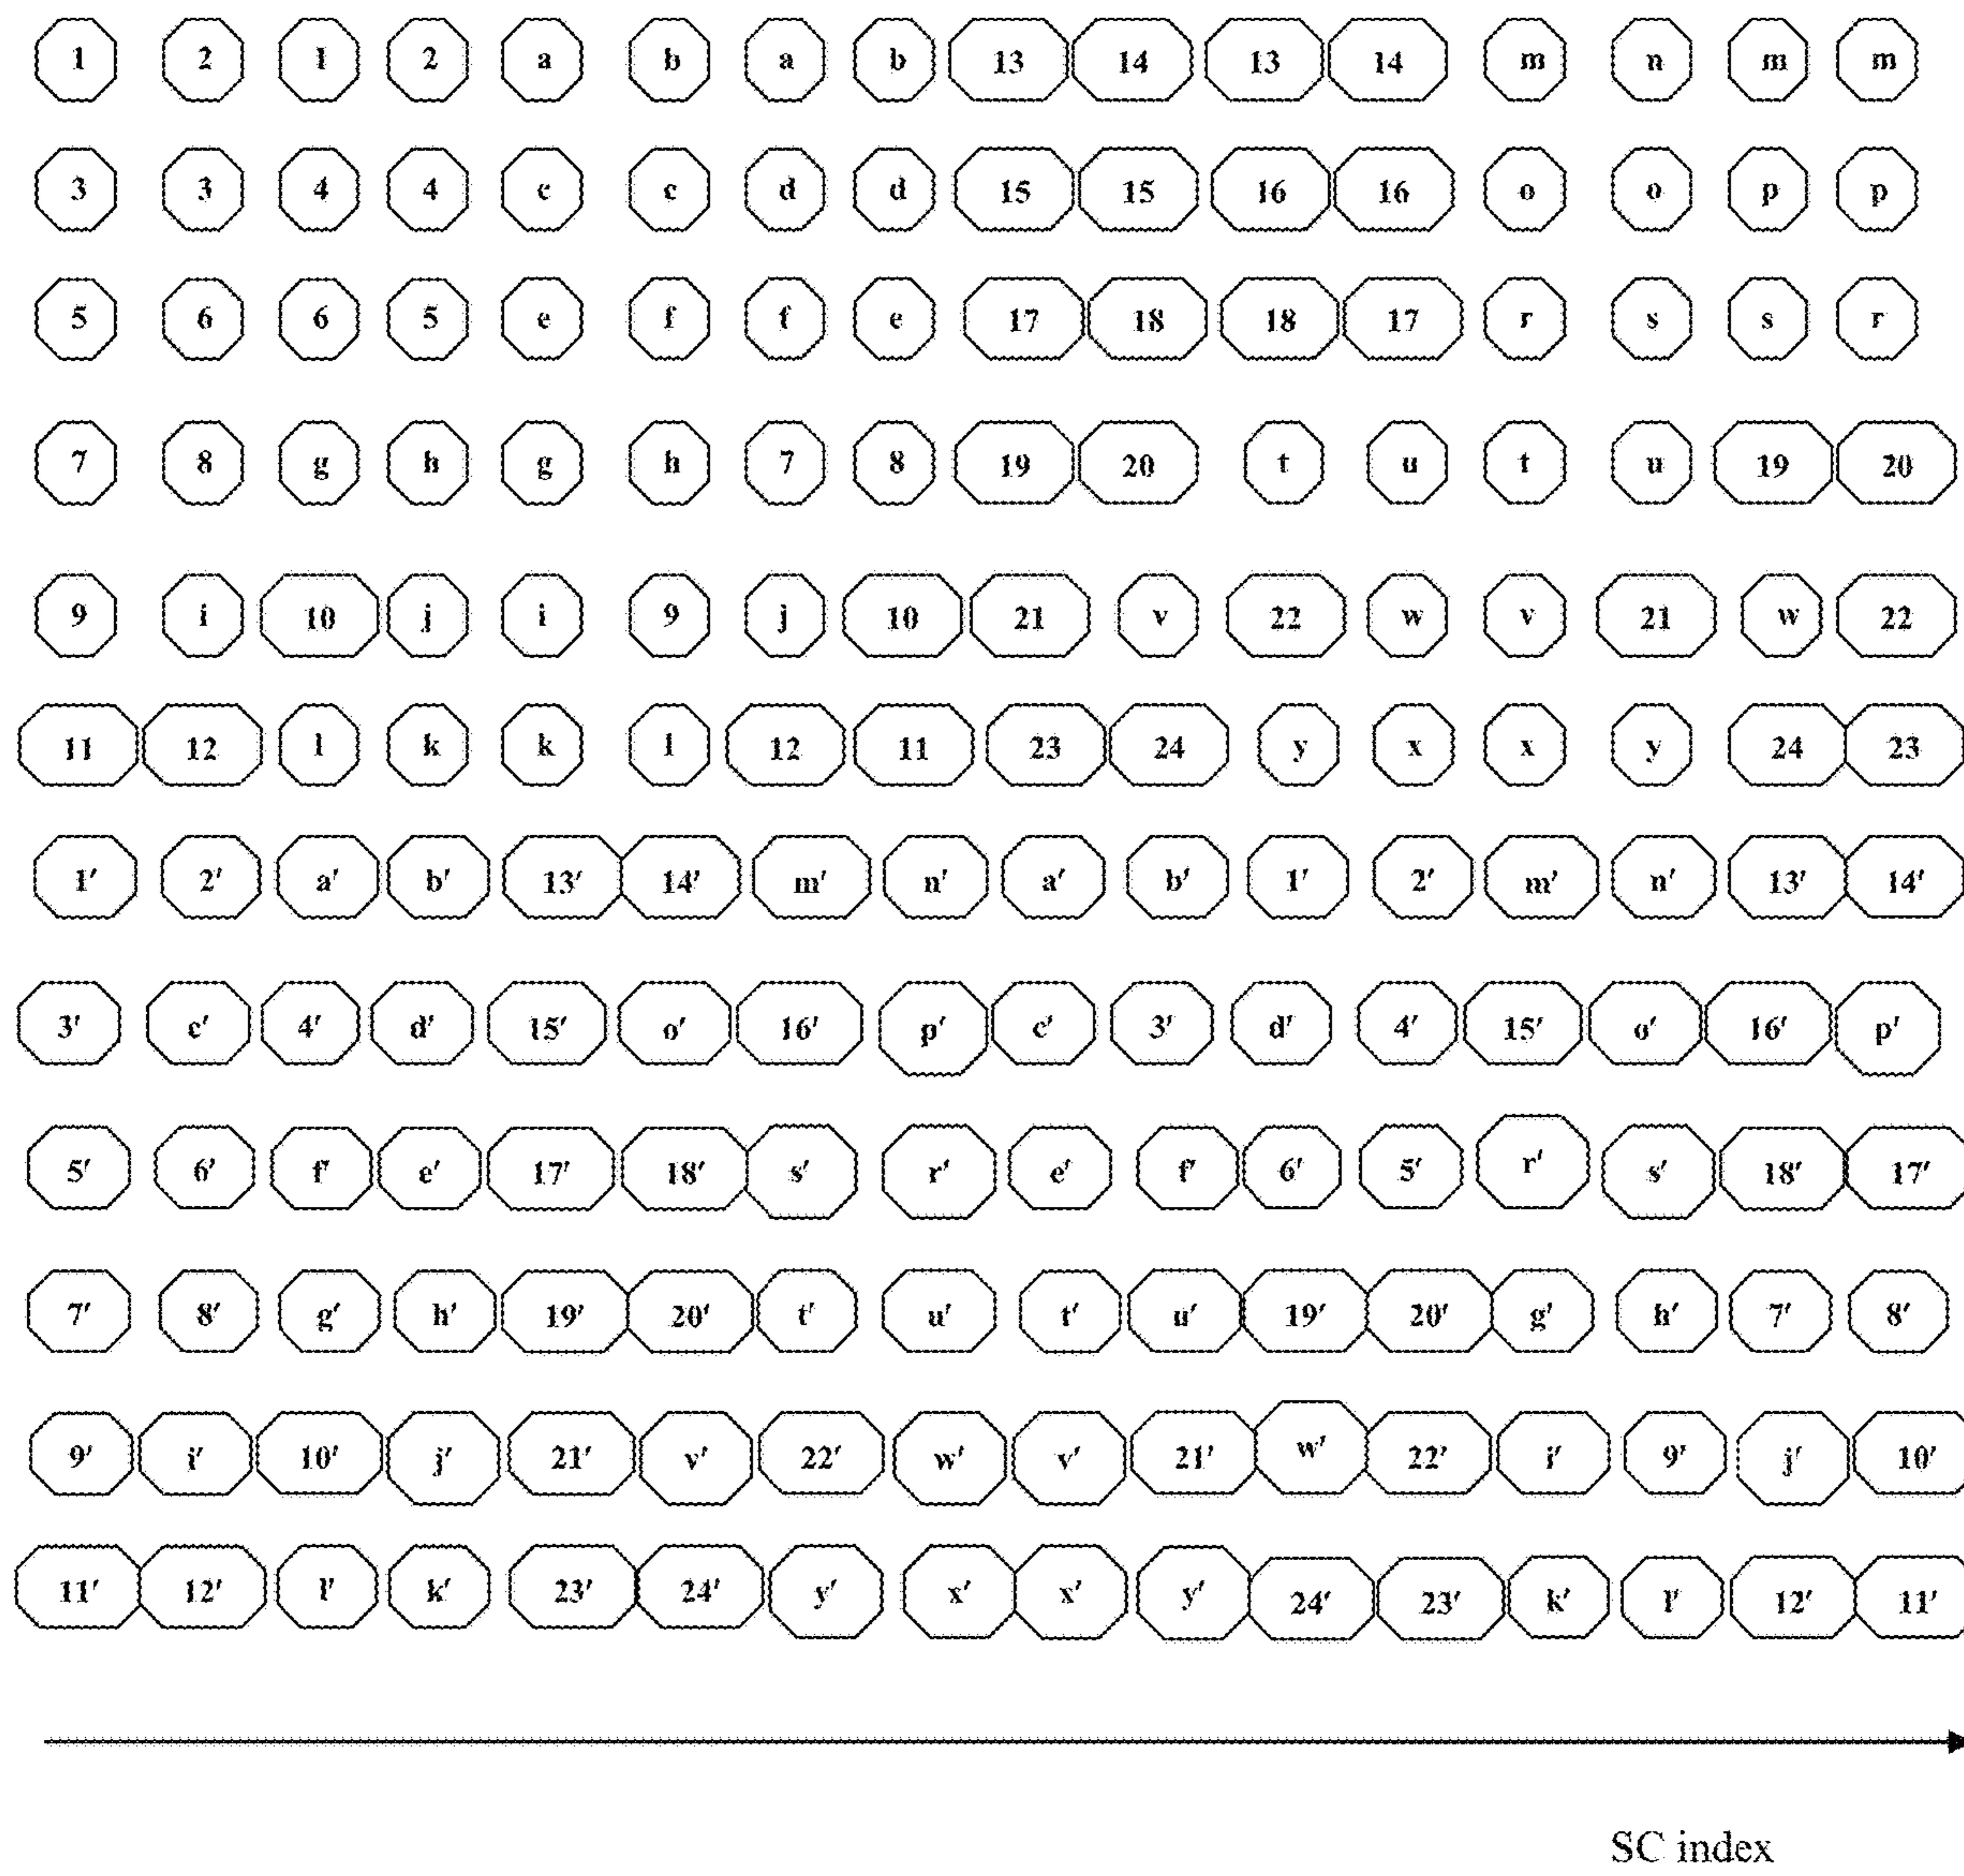 1 2 1 2 a b a b 13 14 13 14 m n m m
3 3 4 4 c c d d 15 15 16 16 o o p p
5 6 6 5 e f f e 17 18 18 17 r s s r
7 8 g h g h 7 8 19 20 t u t u 19 20
9 i 10 j i 9 j 10 21 v 22 w v 21 w 22
11 12 l k k l 12 11 23 24 y x x y 24 23
1' 2' a' b' 13' 14' m' n' a' b' 1' 2' m' n' 13' 14'
3' c' 4' d' 15' o' 16' p' c' 3' d' 4' 15' o' 16' p'
5' 6' f' e' 17' 18' s' r' e' f' 6' 5' r' s' 18' 17'
7' 8' g' h' 19' 20' t' u' t' u' 19' 20' g' h' 7' 8'
9' i' 10' j' 21' v' 22' w' v' 21' w' 22' i' 9' j' 10'
11' 12' l' k' 23' 24' y' x' x' y' 24' 23' k' l' 12' 11'
SC index